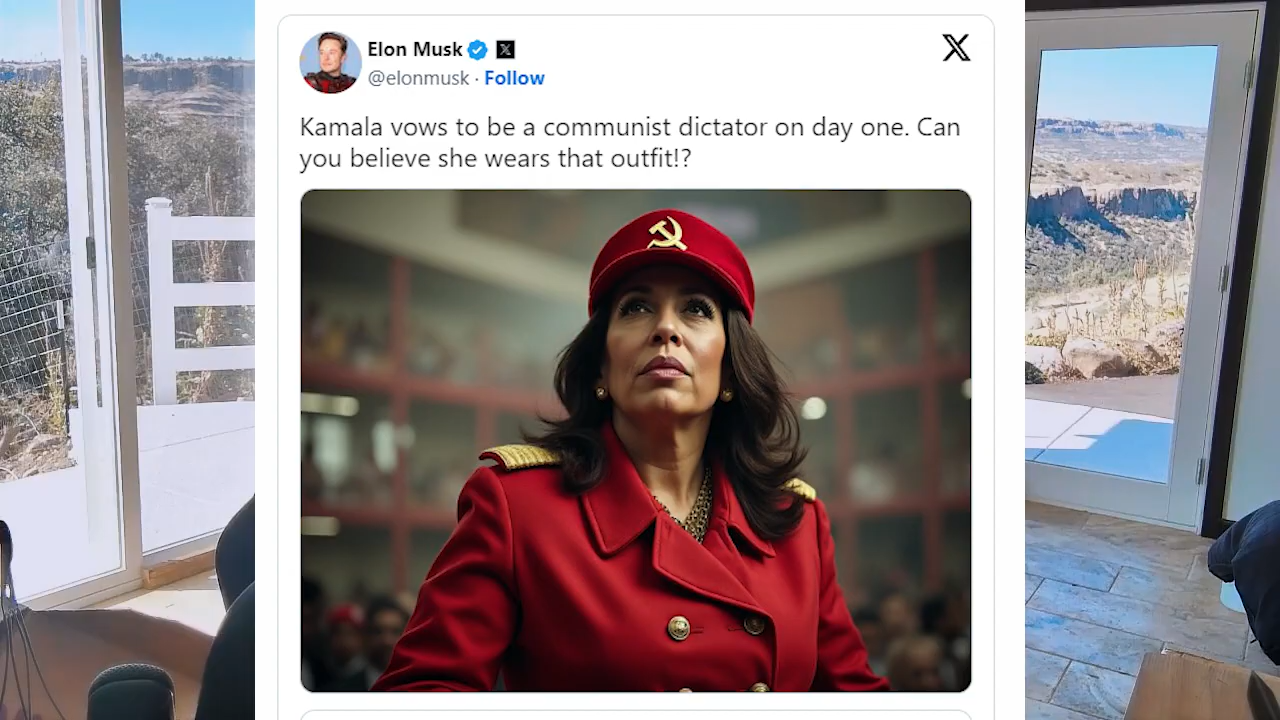 Elon Musk
@elonmusk · Follow
Kamala vows to be a communist dictator on day one. Can
you believe she wears that outfit!?